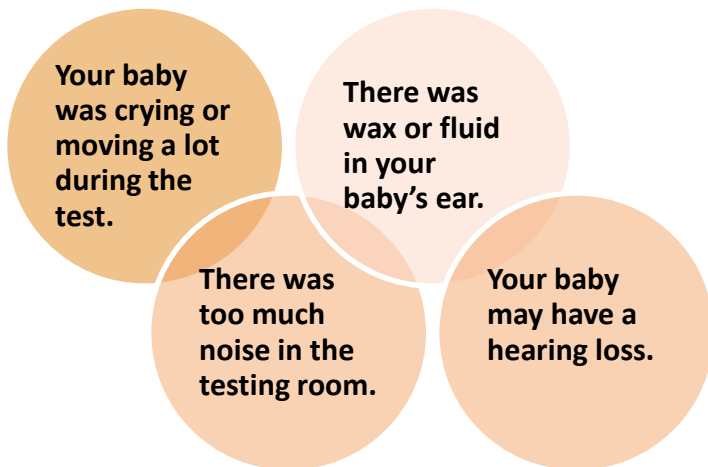 Your baby
was crying or
moving a lot
during the
test.
There was
wax or fluid
in your
baby’s ear.
There was
too much
noise in the
testing room.
Your baby
may have a
hearing loss.